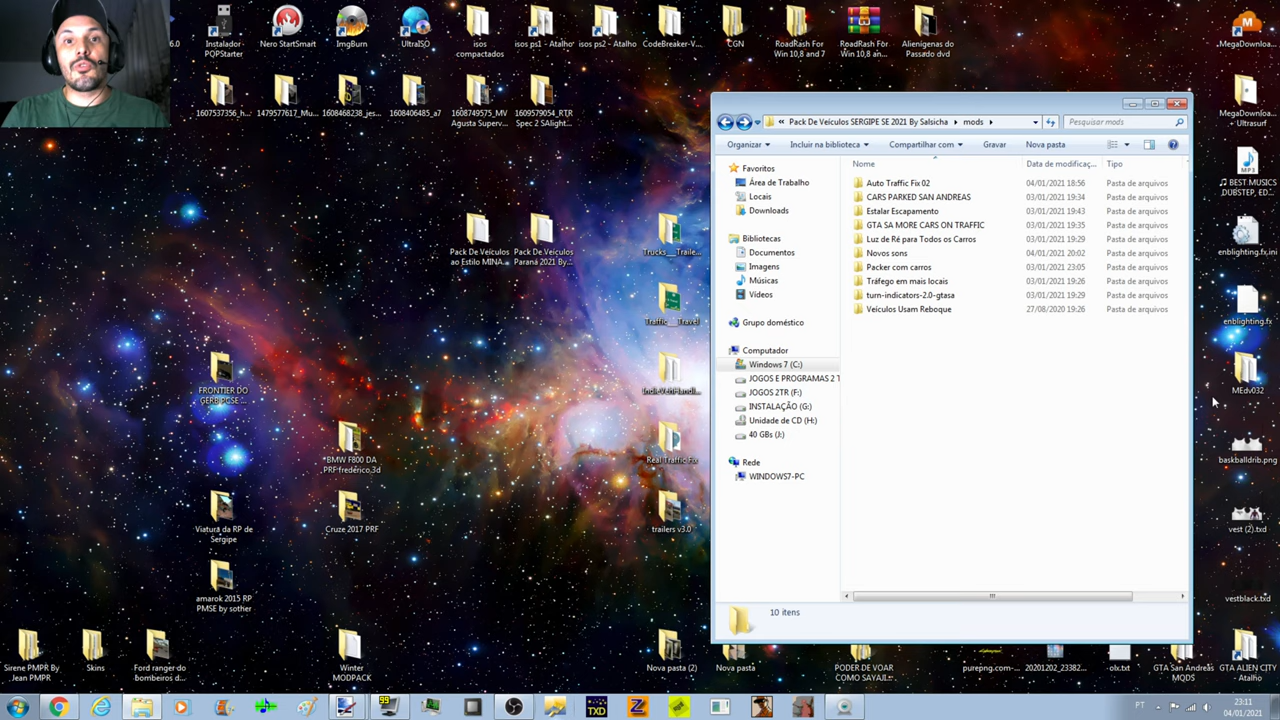 6.0
Instalador-
POPStarter
Nero StartSmart
ImgBurn
UltraISO
isos
compactados
isos ps1 - Atalho
isos ps2 - Atalho
CodeBreaker-V...
CGN
RoadRash For
Win 10,8 and 7
RoadRash For
Win 10,8 an...
Alienígenas do
Passado dvd
MegaDownloa...
1607537356_h...
1479577617_Mu...
1608468238_jes...
1608406485_a7
1608749575_MV
Agusta Superv...
1609579054_RTR
Spec 2 SAlight...
MegaDownloa...
+ Ultrasurf
♫ BEST MUSICS
DUBSTEP, ED...
enblighting.fx.ini
enblighting.fx
MEdv032
baskballdrib.png
vest (2).txd
vestblack.txd
Pack De Veículos
ao Estilo MINA...
Pack De Veículos
Paraná 2021 By...
Trucks__Traile...
Traffic__Travel
IndieVehHandl...
Real Traffic Fix
trailers v3.0
FRONTIER DO
GERB PCSE ...
*BMW F800 DA
PRF frederico.3d
Viatura da RP de
Sergipe
Cruze 2017 PRF
amarok 2015 RP
PMSE by sother
Sirene PMPR By
Jean PMPR
Skins
Ford ranger do
bombeiros d...
Winter
MODPACK
Nova pasta (2)
Nova pasta
PODER DE VOAR
COMO SAYAJI...
purepng.com-...
20201202_23382...
olx.txt
GTA San Andreas
MODS
GTA ALIEN CITY
- Atalho
« Pack De Veículos SERGIPE SE 2021 By Salsicha
mods
Pesquisar mods
Organizar
Incluir na biblioteca
Compartilhar com
Gravar
Nova pasta
Favoritos
Área de Trabalho
Locais
Downloads
Bibliotecas
Documentos
Imagens
Músicas
Vídeos
Grupo doméstico
Computador
Windows 7 (C:)
JOGOS E PROGRAMAS 2 T
JOGOS 2TR (F:)
INSTALAÇÃO (G:)
Unidade de CD (H:)
40 GBs (J:)
Rede
WINDOWS7-PC
Nome Data de modificaç... Tipo
Auto Traffic Fix 02 04/01/2021 18:56 Pasta de arquivos
CARS PARKED SAN ANDREAS 03/01/2021 19:34 Pasta de arquivos
Estalar Escapamento 03/01/2021 19:43 Pasta de arquivos
GTA SA MORE CARS ON TRAFFIC 03/01/2021 19:35 Pasta de arquivos
Luz de Ré para Todos os Carros 03/01/2021 19:29 Pasta de arquivos
Novos sons 04/01/2021 20:02 Pasta de arquivos
Packer com carros 03/01/2021 23:05 Pasta de arquivos
Tráfego em mais locais 03/01/2021 19:26 Pasta de arquivos
turn-indicators-2.0-gtasa 03/01/2021 19:29 Pasta de arquivos
Veículos Usam Reboque 27/08/2020 19:26 Pasta de arquivos
10 itens
99
TXD
Z
PT
23:11
04/01/2021